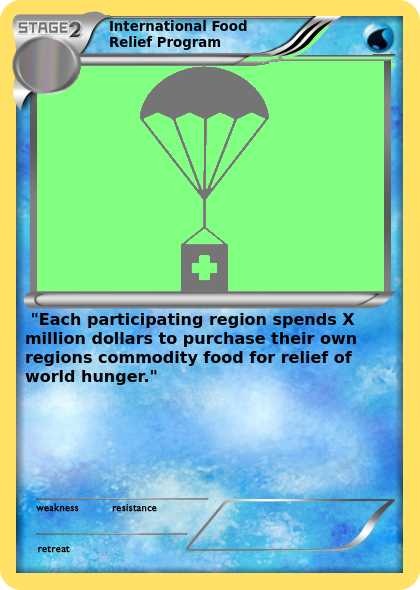 STAGE2
International Food
Relief Program
"Each participating region spends X
million dollars to purchase their own
regions commodity food for relief of
world hunger."
weakness resistance
retreat